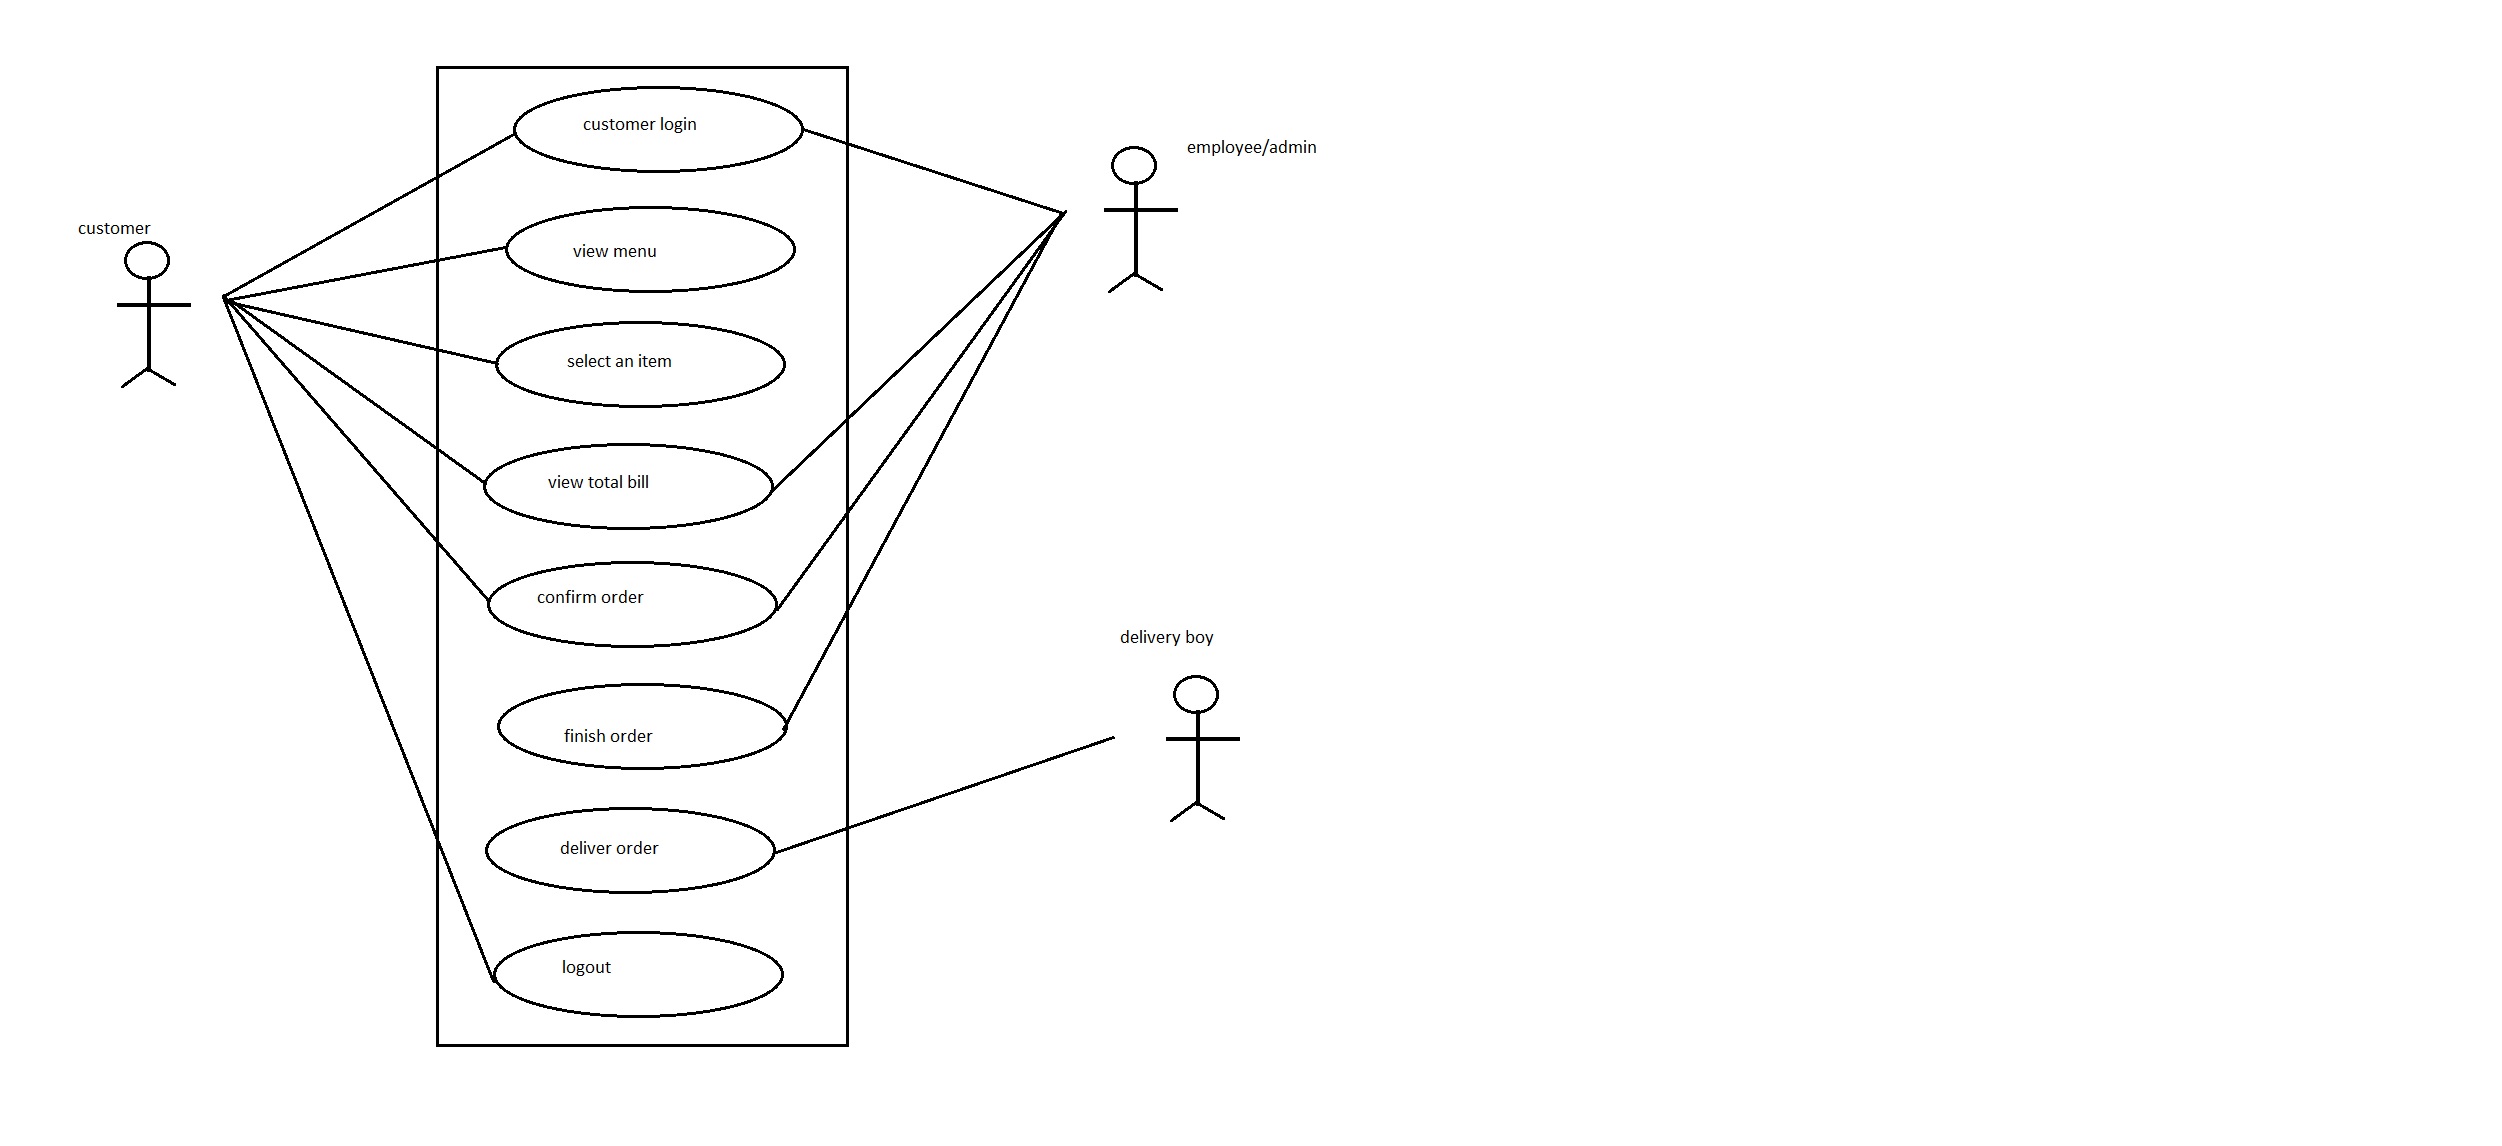 customer login
employee/admin
customer
view menu
select an item
view total bill
confirm order
delivery boy
finish order
deliver order
logout